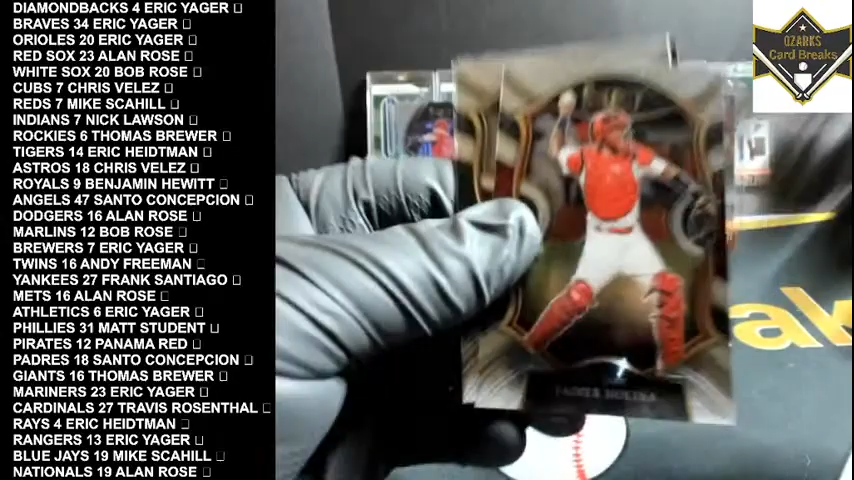 DIAMONDBACKS 4 ERIC YAGER
BRAVES 34 ERIC YAGER
ORIOLES 20 ERIC YAGER
RED SOX 23 ALAN ROSE
WHITE SOX 20 BOB ROSE
CUBS 7 CHRIS VELEZ
REDS 7 MIKE SCAHILL
INDIANS 7 NICK LAWSON
ROCKIES 6 THOMAS BREWER
TIGERS 14 ERIC HEIDTMAN
ASTROS 18 CHRIS VELEZ
ROYALS 9 BENJAMIN HEWITT
ANGELS 47 SANTO CONCEPCION
DODGERS 16 ALAN ROSE
MARLINS 12 BOB ROSE
BREWERS 7 ERIC YAGER
TWINS 16 ANDY FREEMAN
YANKEES 27 FRANK SANTIAGO
METS 16 ALAN ROSE
ATHLETICS 6 ERIC YAGER
PHILLIES 31 MATT STUDENT
PIRATES 12 PANAMA RED
PADRES 18 SANTO CONCEPCION
GIANTS 16 THOMAS BREWER
MARINERS 23 ERIC YAGER
CARDINALS 27 TRAVIS ROSENTHAL
RAYS 4 ERIC HEIDTMAN
RANGERS 13 ERIC YAGER
BLUE JAYS 19 MIKE SCAHILL
NATIONALS 19 ALAN ROSE
OZARKS
Card Breaks
YADIER MOLINA
ak